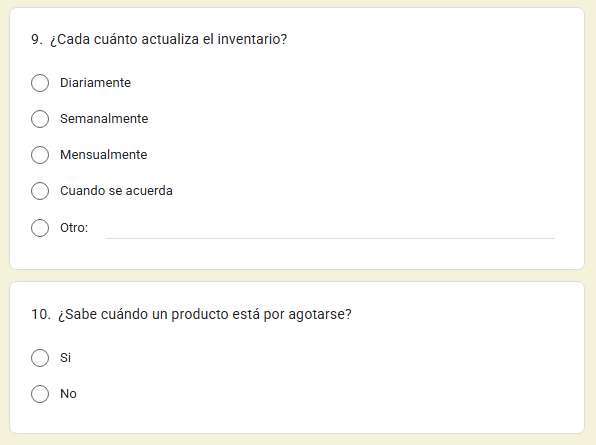 9. ¿Cada cuánto actualiza el inventario?
Diariamente
Semanalmente
Mensualmente
Cuando se acuerda
Otro:
10. ¿Sabe cuándo un producto está por agotarse?
Si
No